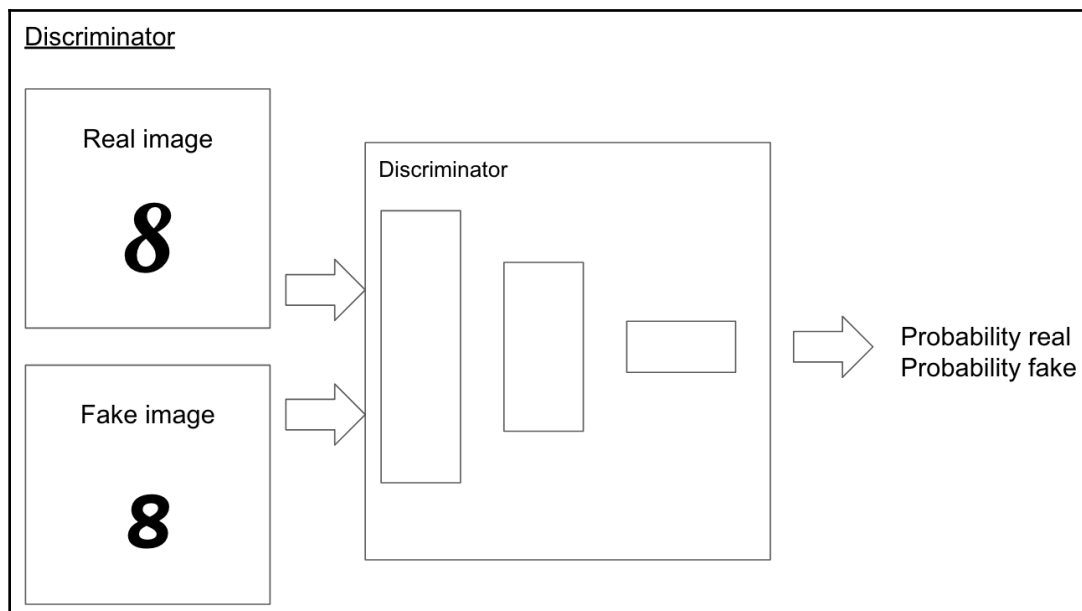 Discriminator
Real image
8
Discriminator
Fake image
8
Probability real
Probability fake